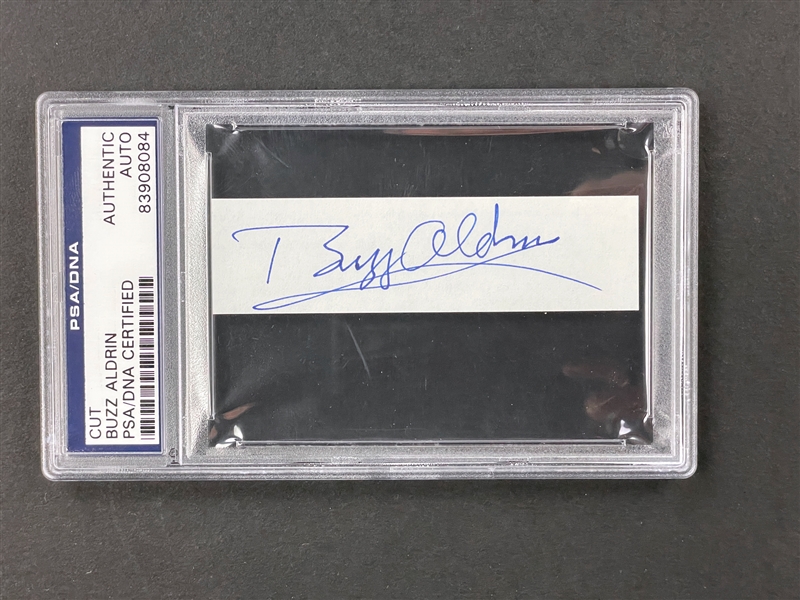 PSA/DNA
CUT
BUZZ ALDRIN
PSA/DNA CERTIFIED
AUTHENTIC
AUTO
83908084
Buzz Aldrin